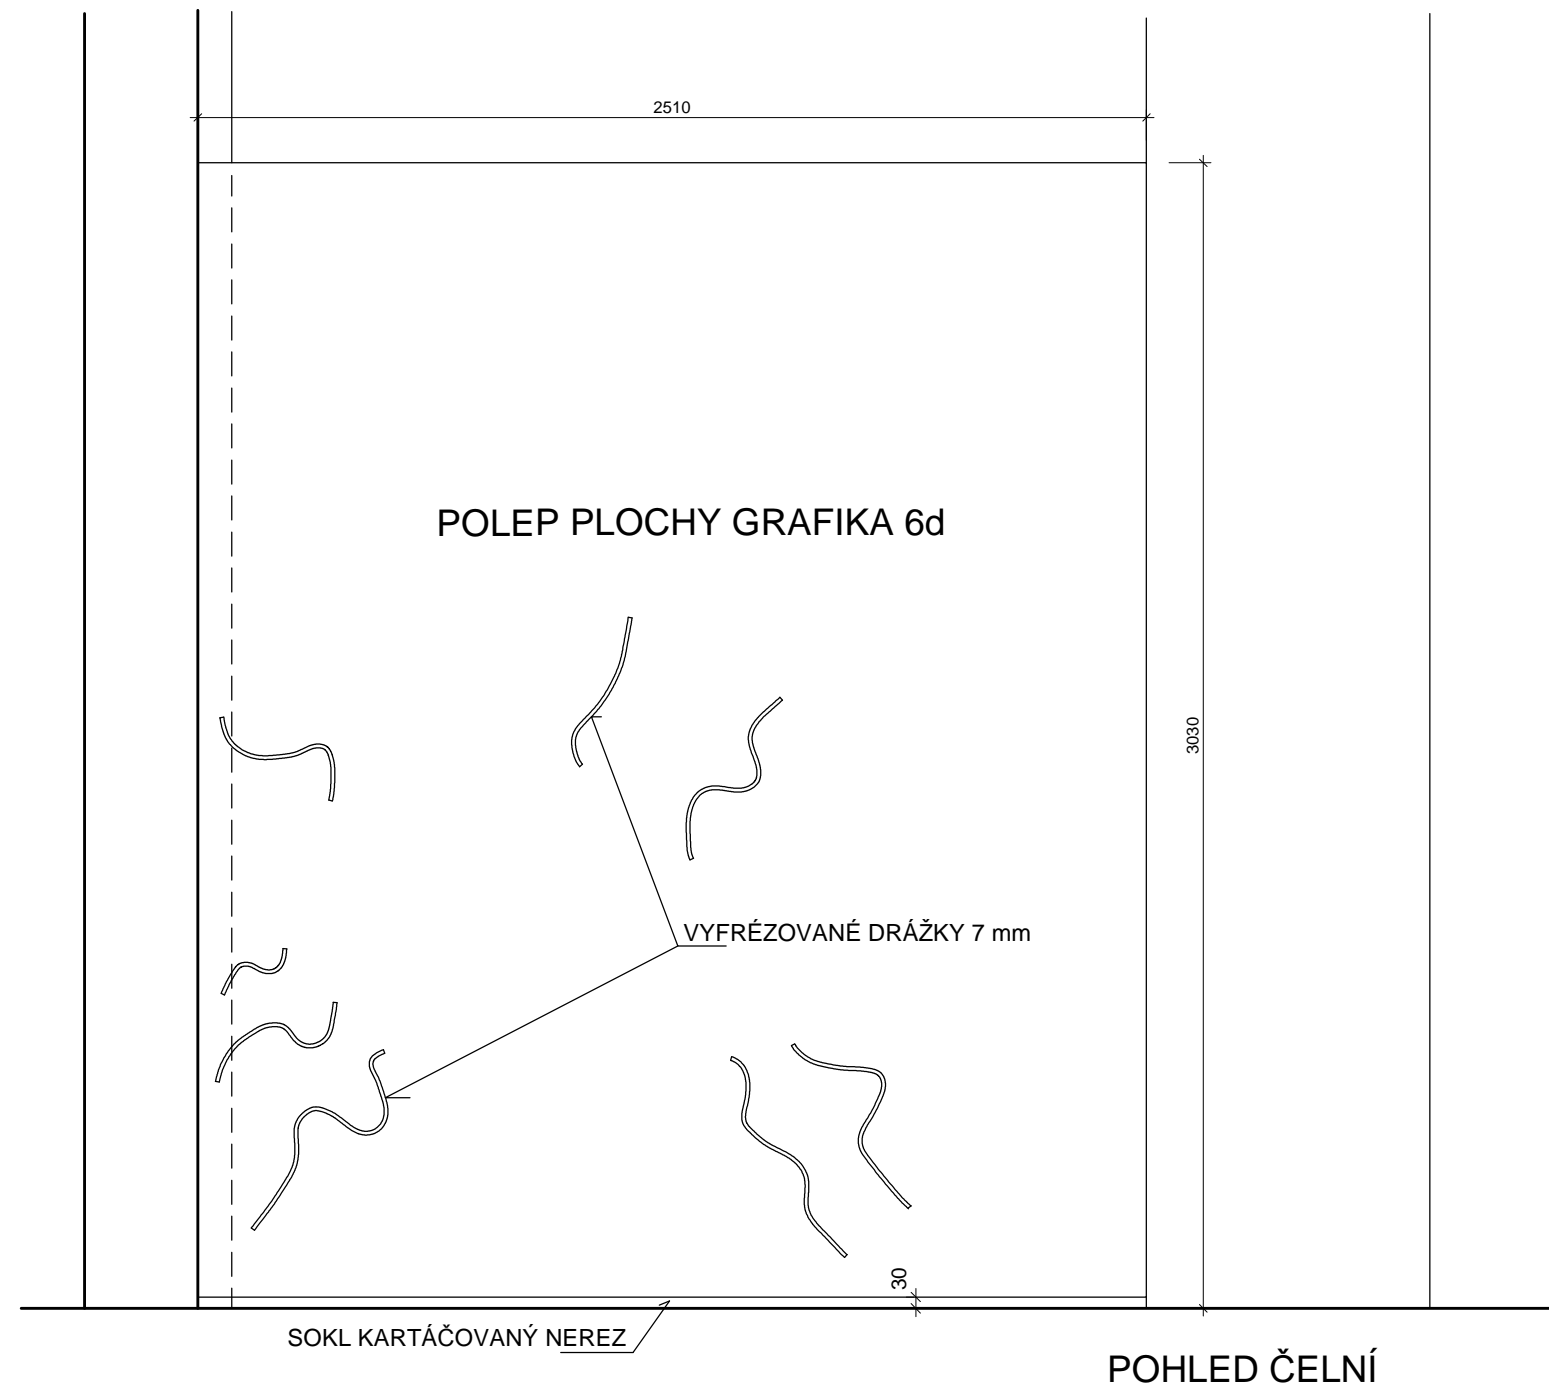 2510
POLEP PLOCHY GRAFIKA 6d
3030
VYFRÉZOVANÉ DRÁŽKY 7 mm
30
SOKL KARTÁČOVANÝ NEREZ
POHLED ČELNÍ